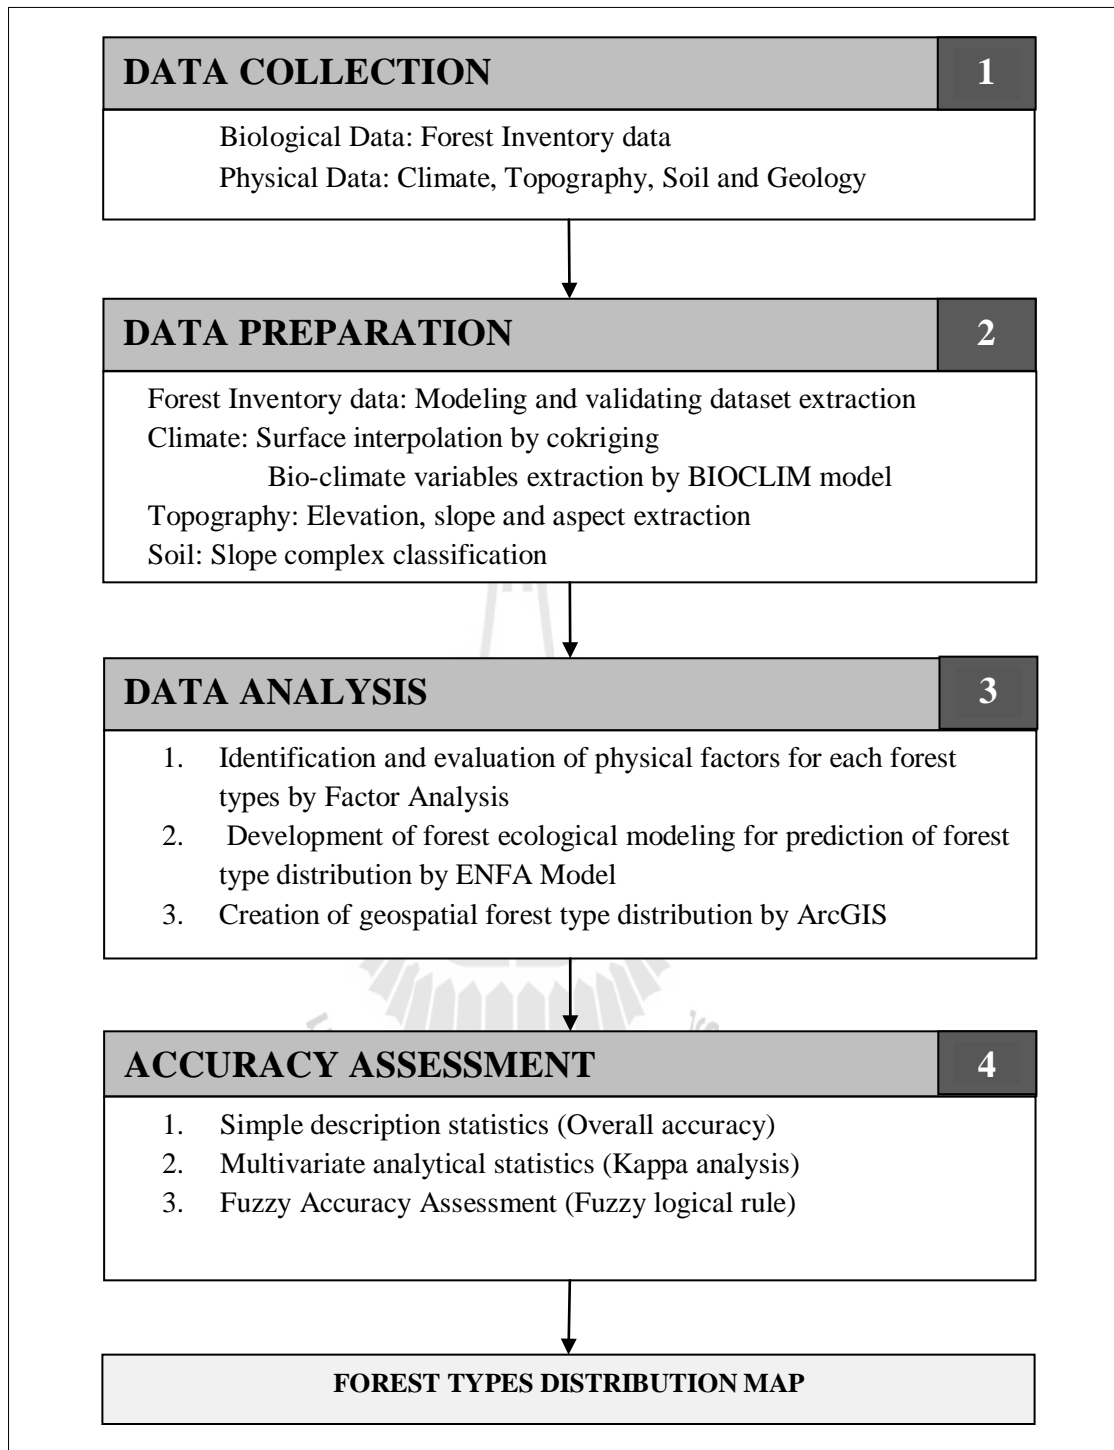 DATA COLLECTION 1
Biological Data: Forest Inventory data
Physical Data: Climate, Topography, Soil and Geology
DATA PREPARATION 2
Forest Inventory data: Modeling and validating dataset extraction
Climate: Surface interpolation by cokriging
Bio-climate variables extraction by BIOCLIM model
Topography: Elevation, slope and aspect extraction
Soil: Slope complex classification
DATA ANALYSIS 3
1. Identification and evaluation of physical factors for each forest
types by Factor Analysis
2. Development of forest ecological modeling for prediction of forest
type distribution by ENFA Model
3. Creation of geospatial forest type distribution by ArcGIS
ACCURACY ASSESSMENT 4
1. Simple description statistics (Overall accuracy)
2. Multivariate analytical statistics (Kappa analysis)
3. Fuzzy Accuracy Assessment (Fuzzy logical rule)
FOREST TYPES DISTRIBUTION MAP